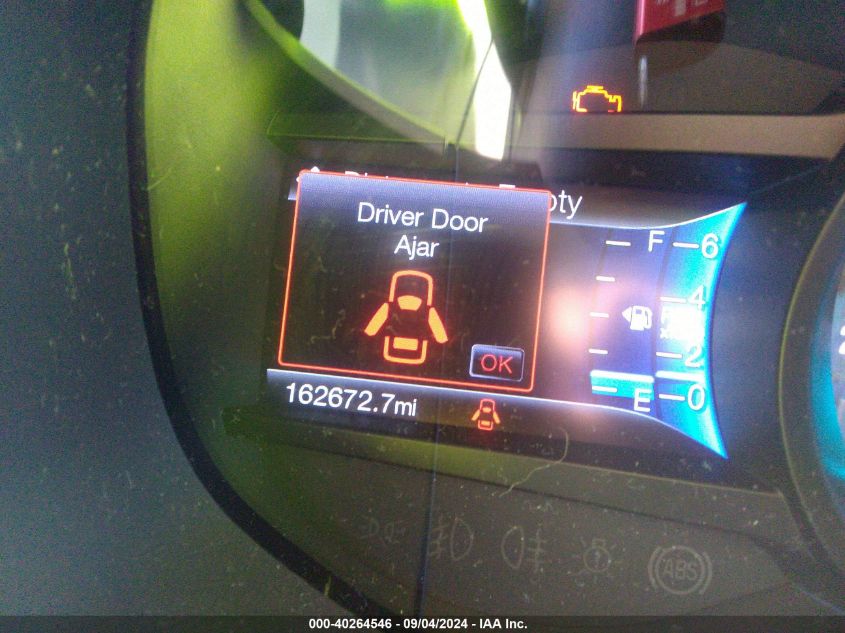 Driver Door
Ajar
OK
162672.7mi
F
6
4
2
E
0
ABS
000-40264546 - 09/04/2024 - IAA Inc.